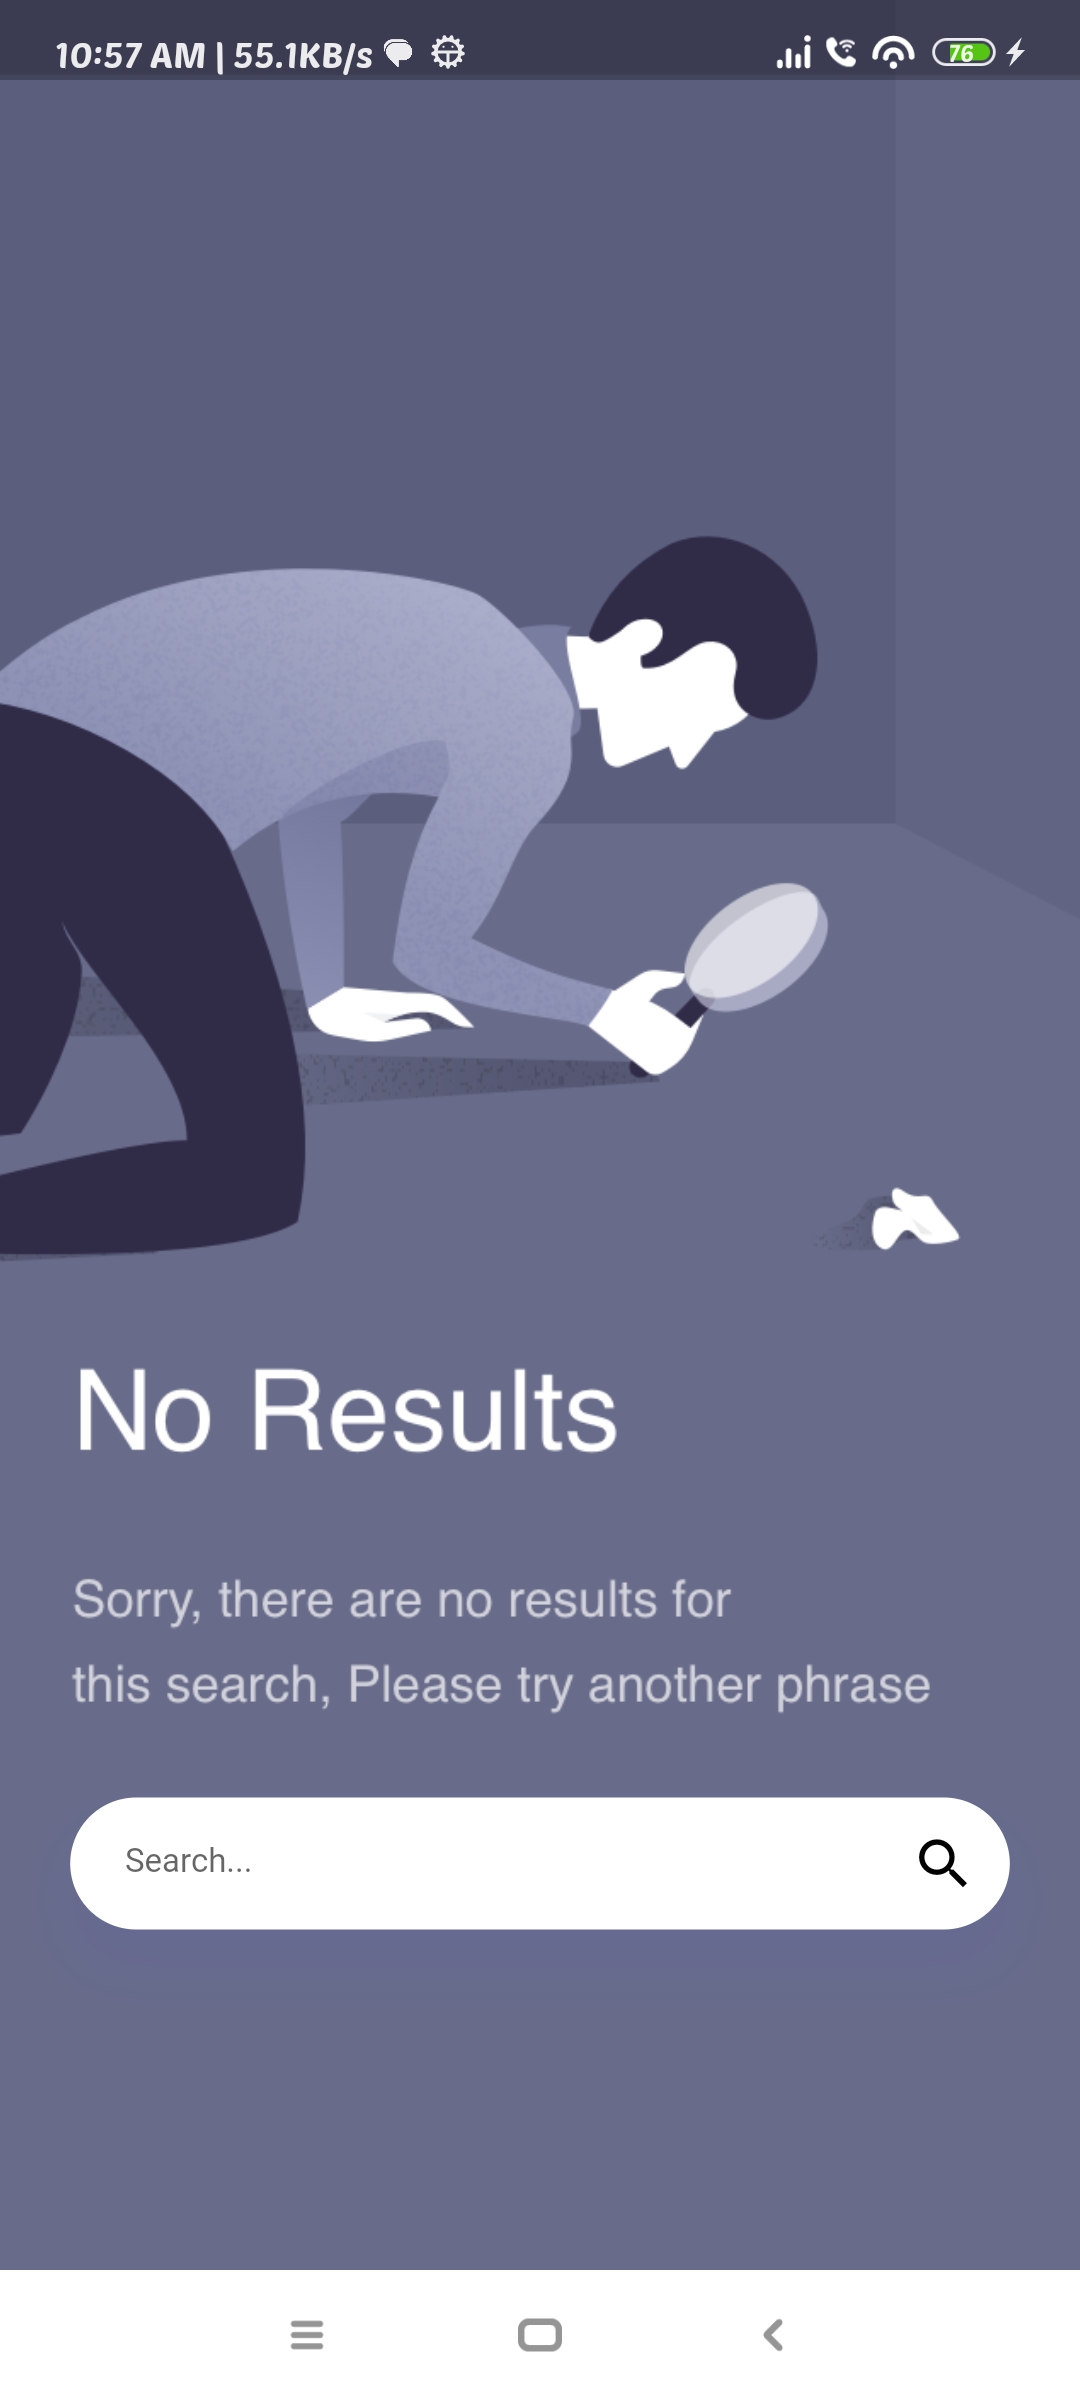 10:57 AM | 55.1KB/s
76
No Results
Sorry, there are no results for
this search, Please try another phrase
Search...